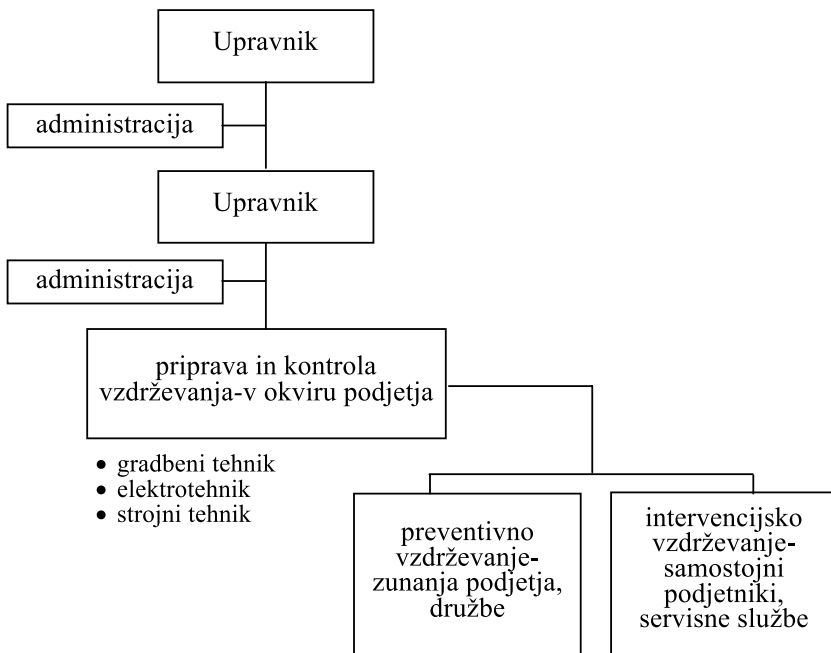 Upravnik
administracija
Upravnik
administracija
priprava in kontrola
vzdrževanja-v okviru podjetja
• gradbeni tehnik
• elektrotehnik
• strojni tehnik
preventivno
vzdrževanje-
zunanja podjetja,
družbe
intervencijsko
vzdrževanje-
samostojni
podjetniki,
servisne službe